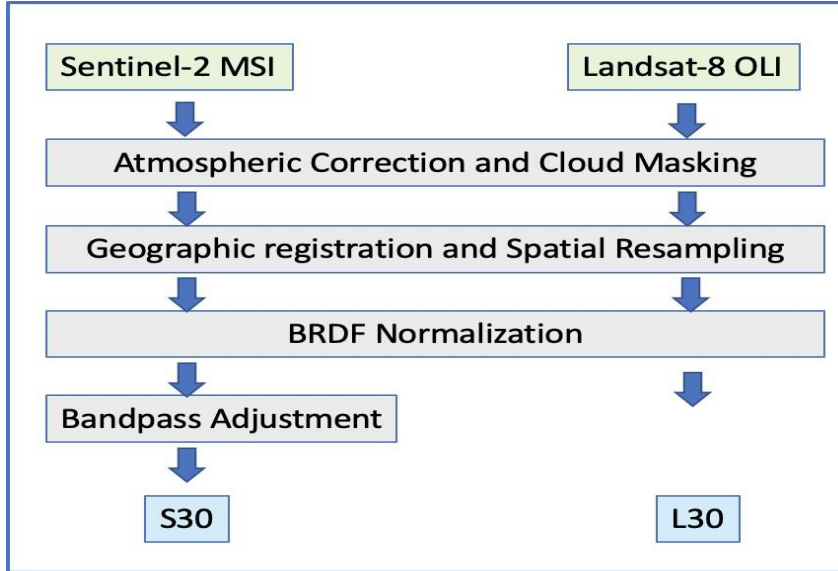 Sentinel-2 MSI
Landsat-8 OLI
Atmospheric Correction and Cloud Masking
Geographic registration and Spatial Resampling
BRDF Normalization
Bandpass Adjustment
S30
L30